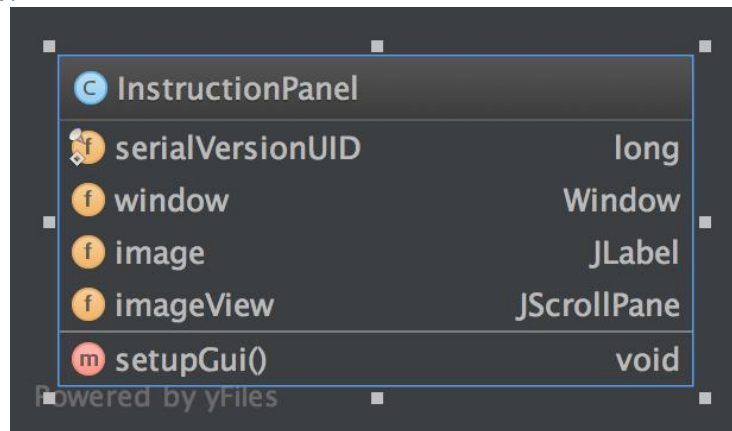 C InstructionPanel
f serialVersionUID long
f window Window
f image JLabel
f imageView JScrollPane
m setupGui() void
Powered by yFiles